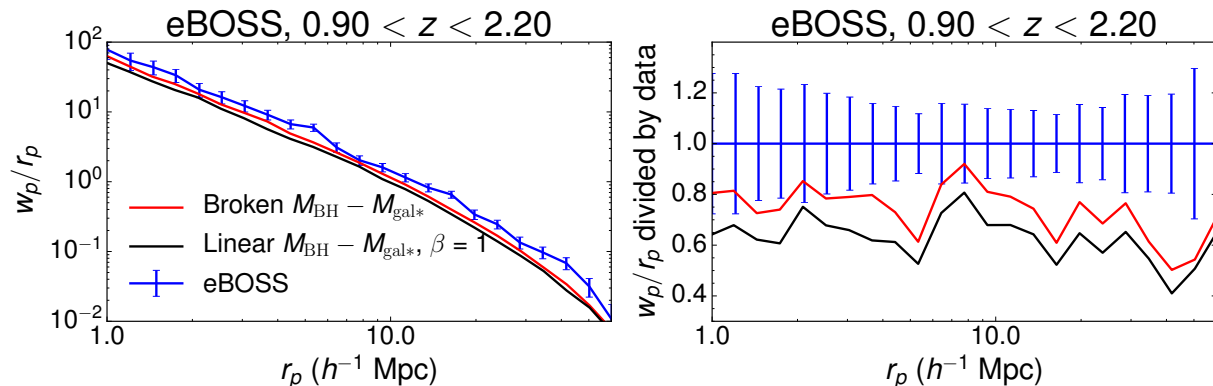 eBOSS, 0.90 < z < 2.20
w_p/r_p
10^2
10^1
10^0
10^{-1}
10^{-2}
Broken M_BH − M_gal*
Linear M_BH − M_gal*, β = 1
eBOSS
1.0
10.0
r_p (h^{-1} Mpc)
eBOSS, 0.90 < z < 2.20
w_p/r_p divided by data
1.2
1.0
0.8
0.6
0.4
1.0
10.0
r_p (h^{-1} Mpc)